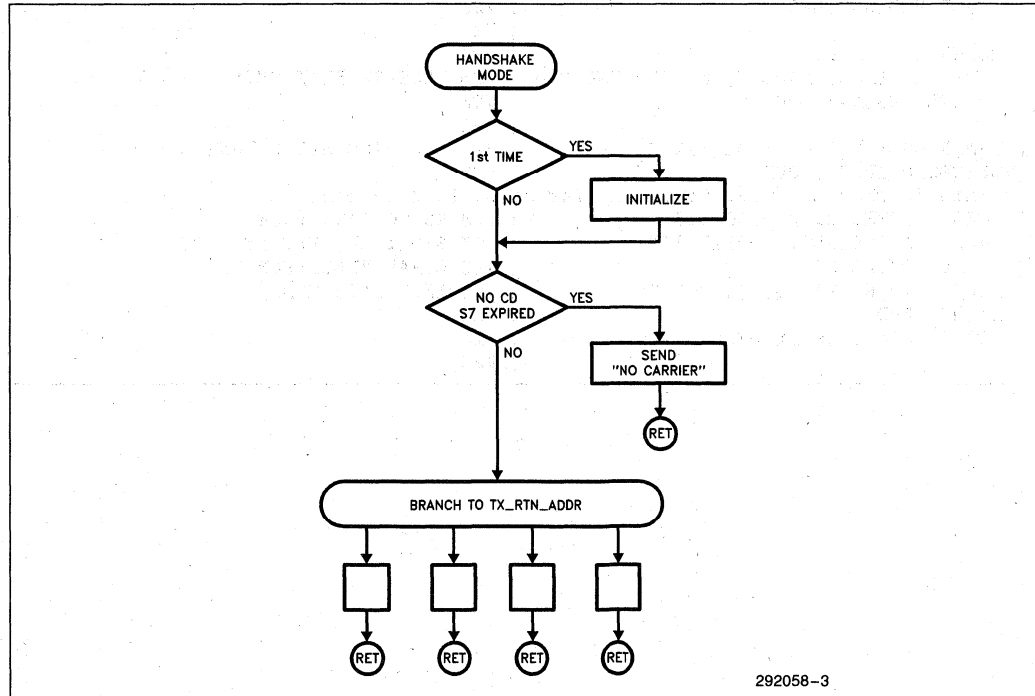 HANDSHAKE
MODE
1st TIME
YES
INITIALIZE
NO
NO CD
S7 EXPIRED
YES
NO
SEND
"NO CARRIER"
RET
BRANCH TO TX_RTN_ADDR
RET
RET
RET
RET
292058-3